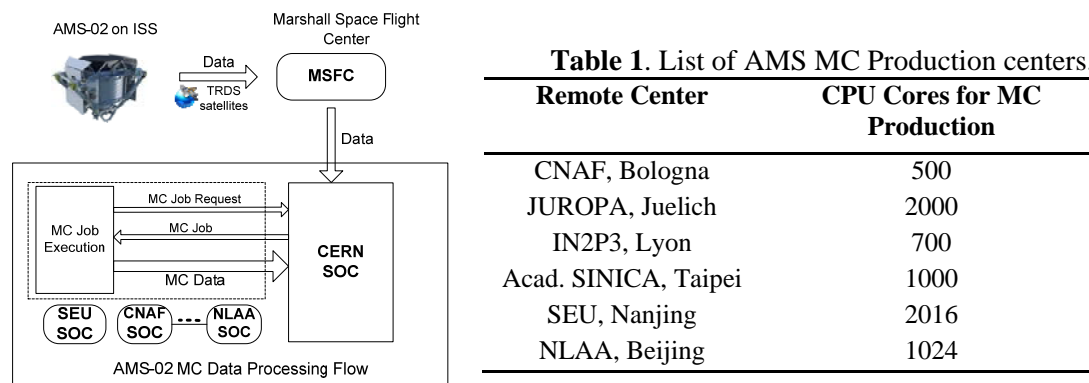 AMS-02 on ISS
Marshall Space Flight
Center
Data
TRDS
satellites
MSFC
Data
MC Job
Execution
MC Job Request
MC Job
MC Data
CERN
SOC
SEU
SOC
CNAF
SOC
NLAA
SOC
AMS-02 MC Data Processing Flow
Table 1. List of AMS MC Production centers.
Remote Center CPU Cores for MC
Production
CNAF, Bologna 500
JUROPA, Juelich 2000
IN2P3, Lyon 700
Acad. SINICA, Taipei 1000
SEU, Nanjing 2016
NLAA, Beijing 1024